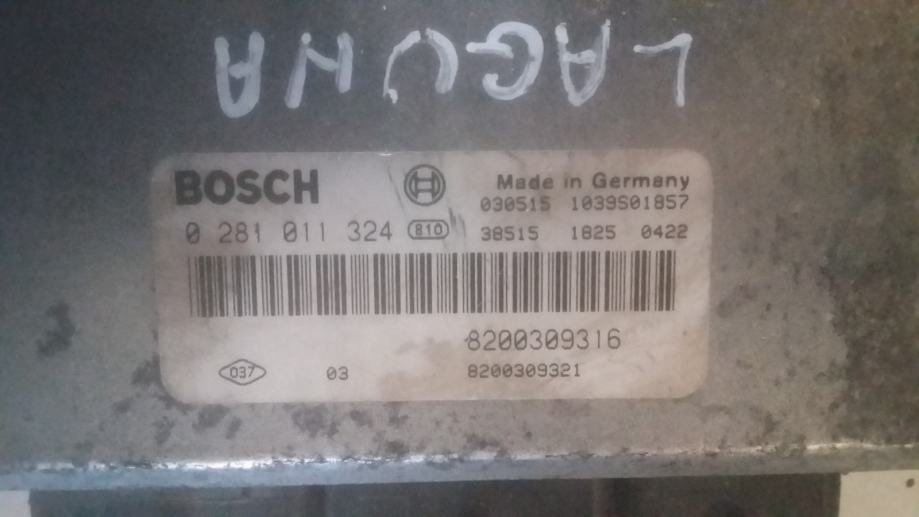 LAGUNA
BOSCH
Made in Germany
030515 1039S01857
0 281 011 324 810 38515 1825 0422
8200309316
037 03 8200309321